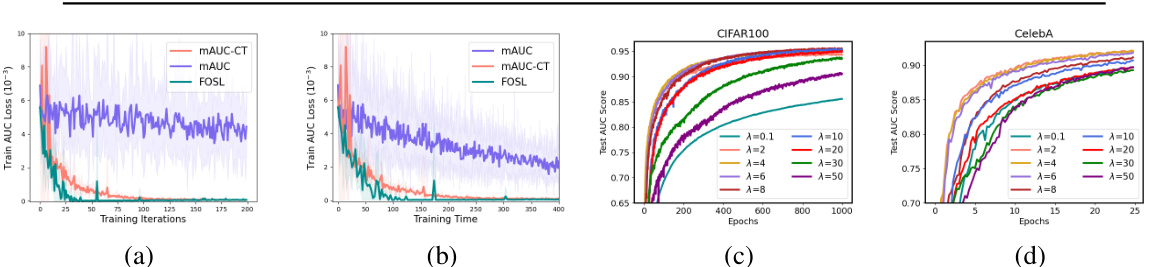 CIFAR100
CelebA
Train AUC Loss (10⁻³)
10
8
6
4
2
0
mAUC-CT
mAUC
FOSL
0 25 50 75 100 125 150 175 200
Training Iterations
(a)
Train AUC Loss (10⁻³)
10
8
6
4
2
0
mAUC
mAUC-CT
FOSL
0 50 100 150 200 250 300 350 400
Training Time
(b)
Test AUC Score
0.95
0.90
0.85
0.80
0.75
0.70
0.65
λ=0.1 λ=10
λ=2 λ=20
λ=4 λ=30
λ=6 λ=50
λ=8
0 200 400 600 800 1000
Epochs
(c)
Test AUC Score
0.90
0.85
0.80
0.75
0.70
λ=0.1 λ=10
λ=2 λ=20
λ=4 λ=30
λ=6 λ=50
λ=8
0 5 10 15 20 25
Epochs
(d)